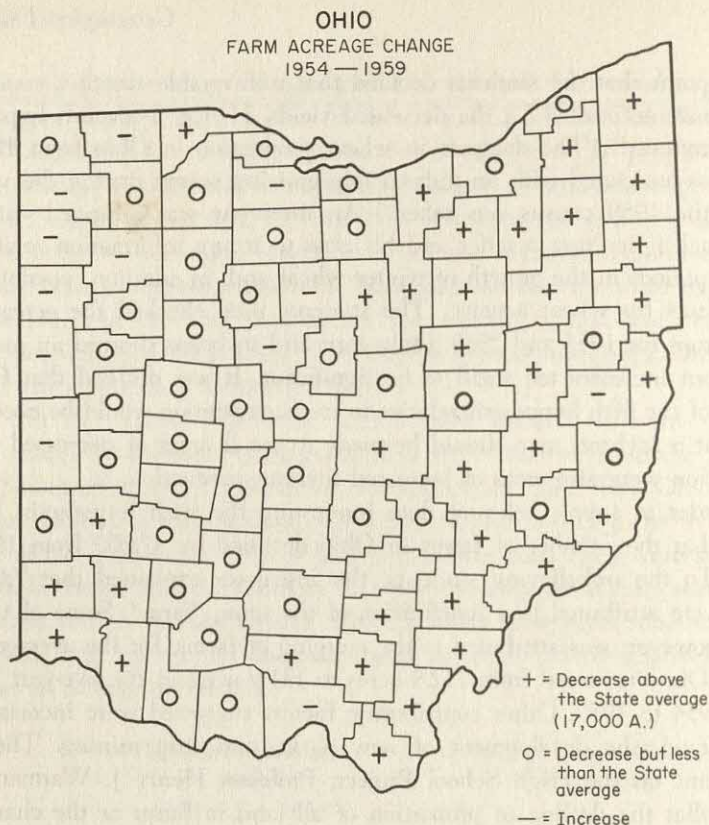 OHIO
FARM ACREAGE CHANGE
1954 — 1959
+ = Decrease above
the State average
(17,000 A.)
o = Decrease but less
than the State
average
— = Increase